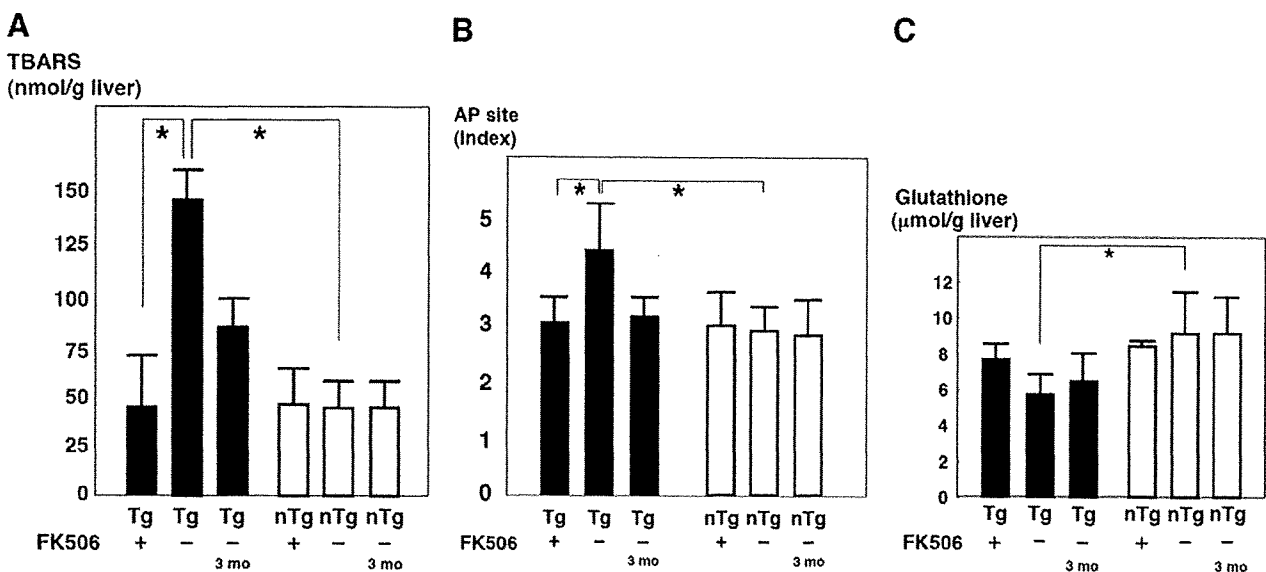 A
TBARS
(nmol/g liver)
*
*
150
125
100
75
50
25
0
Tg Tg Tg nTg nTg nTg
FK506 + − − + − −
3 mo 3 mo
B
AP site
(Index)
*
*
5
4
3
2
1
0
Tg Tg Tg nTg nTg nTg
FK506 + − − + − −
3 mo 3 mo
C
Glutathione
(μmol/g liver)
*
12
10
8
6
4
2
0
Tg Tg Tg nTg nTg nTg
FK506 + − − + − −
3 mo 3 mo